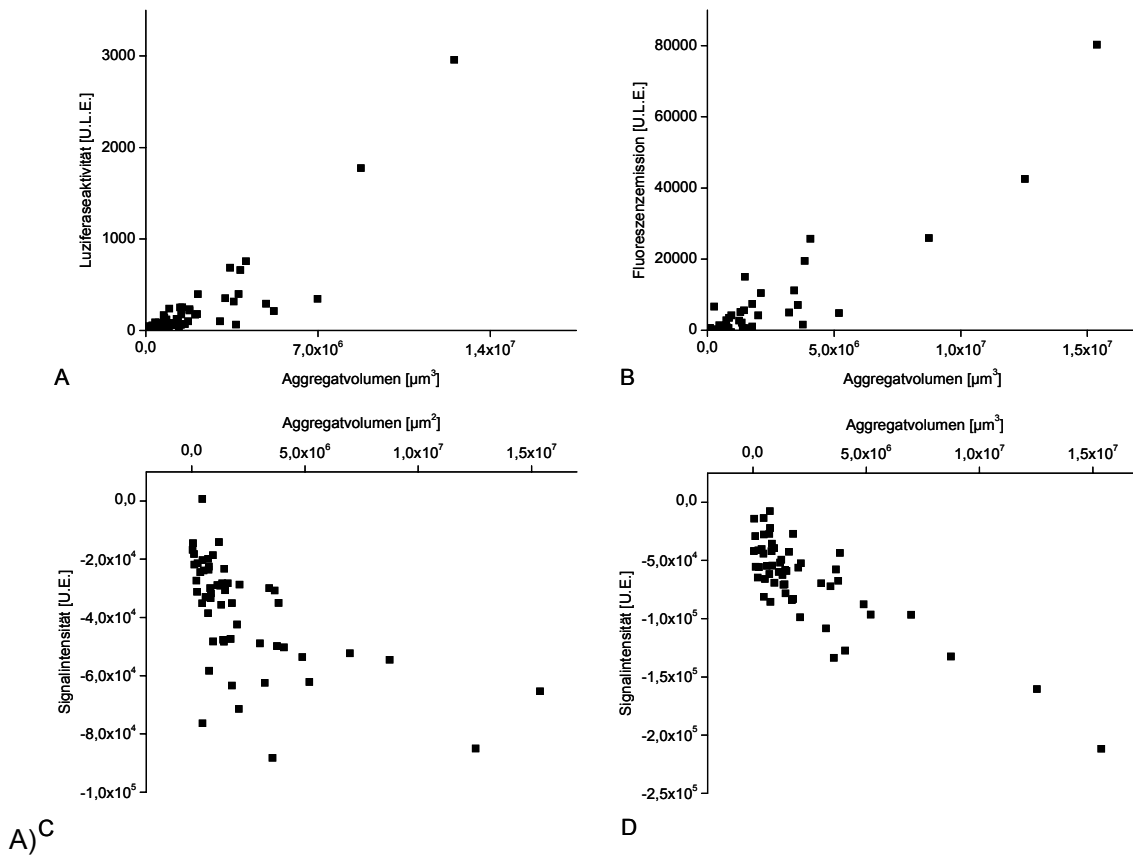 3000
2000
1000
0
Luziferaseaktivität [U.L.E.]
0,0
7,0x10⁶
1,4x10⁷
Aggregatvolumen [µm³]
A
80000
60000
40000
20000
0
Fluoreszenzemission [U.L.E.]
0,0
5,0x10⁶
1,0x10⁷
1,5x10⁷
Aggregatvolumen [µm³]
B
Aggregatvolumen [µm²]
0,0
5,0x10⁶
1,0x10⁷
1,5x10⁷
0,0
-2,0x10⁴
-4,0x10⁴
-6,0x10⁴
-8,0x10⁴
-1,0x10⁵
Signalintensität [U.E.]
A) C
Aggregatvolumen [µm³]
0,0
5,0x10⁶
1,0x10⁷
1,5x10⁷
0,0
-5,0x10⁴
-1,0x10⁵
-1,5x10⁵
-2,0x10⁵
-2,5x10⁵
Signalintensität [U.E.]
D